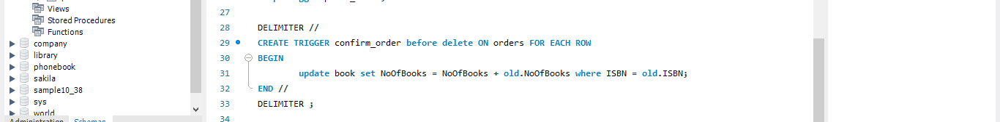 Views
Stored Procedures
Functions
company
library
phonebook
sakila
sample10_38
sys
world
Administration Schemas
27
28 DELIMITER //
29 CREATE TRIGGER confirm_order before delete ON orders FOR EACH ROW
30 BEGIN
31 update book set NoOfBooks = NoOfBooks + old.NoOfBooks where ISBN = old.ISBN;
32 END //
33 DELIMITER ;
34